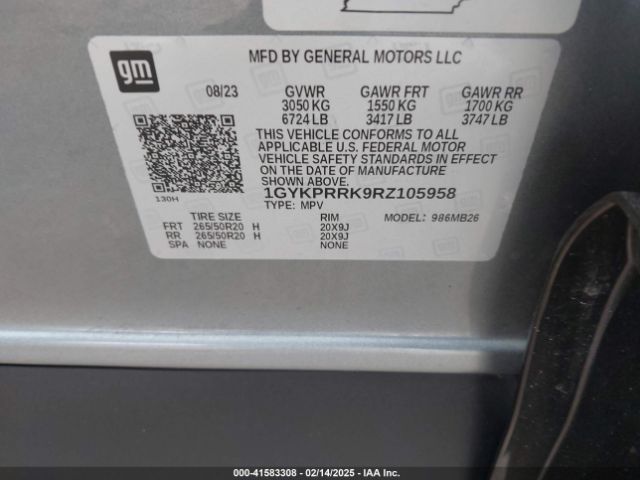 gm
MFD BY GENERAL MOTORS LLC
08/23 GVWR GAWR FRT GAWR RR
3050 KG 1550 KG 1700 KG
6724 LB 3417 LB 3747 LB
THIS VEHICLE CONFORMS TO ALL
APPLICABLE U.S. FEDERAL MOTOR
VEHICLE SAFETY STANDARDS IN EFFECT
ON THE DATE OF MANUFACTURE
SHOWN ABOVE.
1GYKPRRK9RZ105958
130H
TYPE: MPV
TIRE SIZE RIM MODEL: 986MB26
FRT 265/50R20 H 20X9J
RR 265/50R20 H 20X9J
SPA NONE NONE
000-41583308 - 02/14/2025 - IAA Inc.